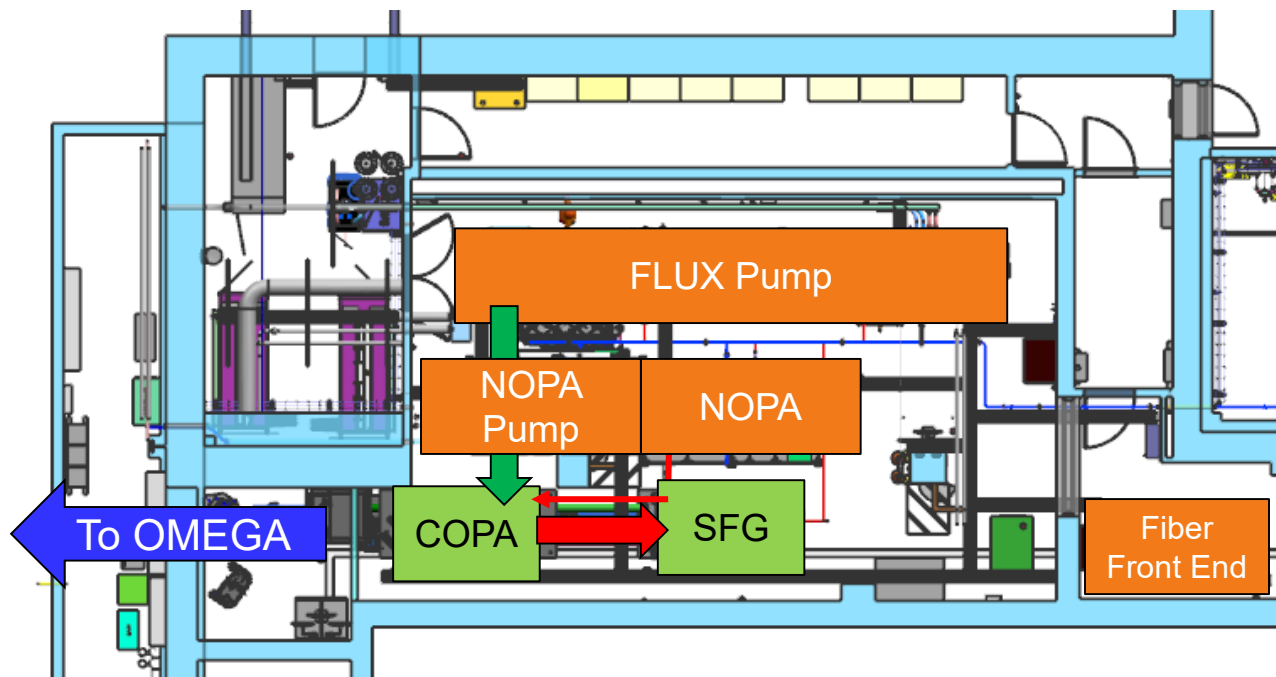 FLUX Pump
NOPA
Pump
NOPA
COPA
SFG
To OMEGA
Fiber
Front End